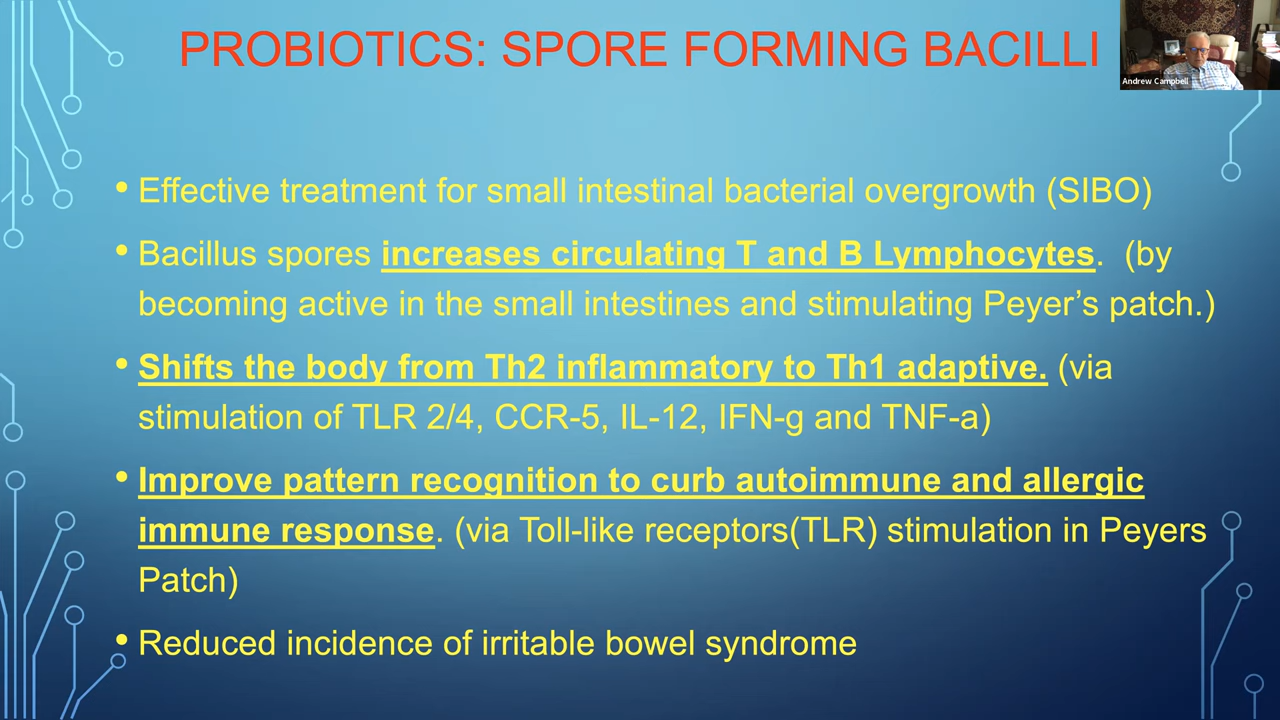 PROBIOTICS: SPORE FORMING BACILLI
Andrew Campbell
• Effective treatment for small intestinal bacterial overgrowth (SIBO)
• Bacillus spores increases circulating T and B Lymphocytes.  (by
becoming active in the small intestines and stimulating Peyer’s patch.)
• Shifts the body from Th2 inflammatory to Th1 adaptive. (via
stimulation of TLR 2/4, CCR-5, IL-12, IFN-g and TNF-a)
• Improve pattern recognition to curb autoimmune and allergic
immune response. (via Toll-like receptors(TLR) stimulation in Peyers
Patch)
• Reduced incidence of irritable bowel syndrome